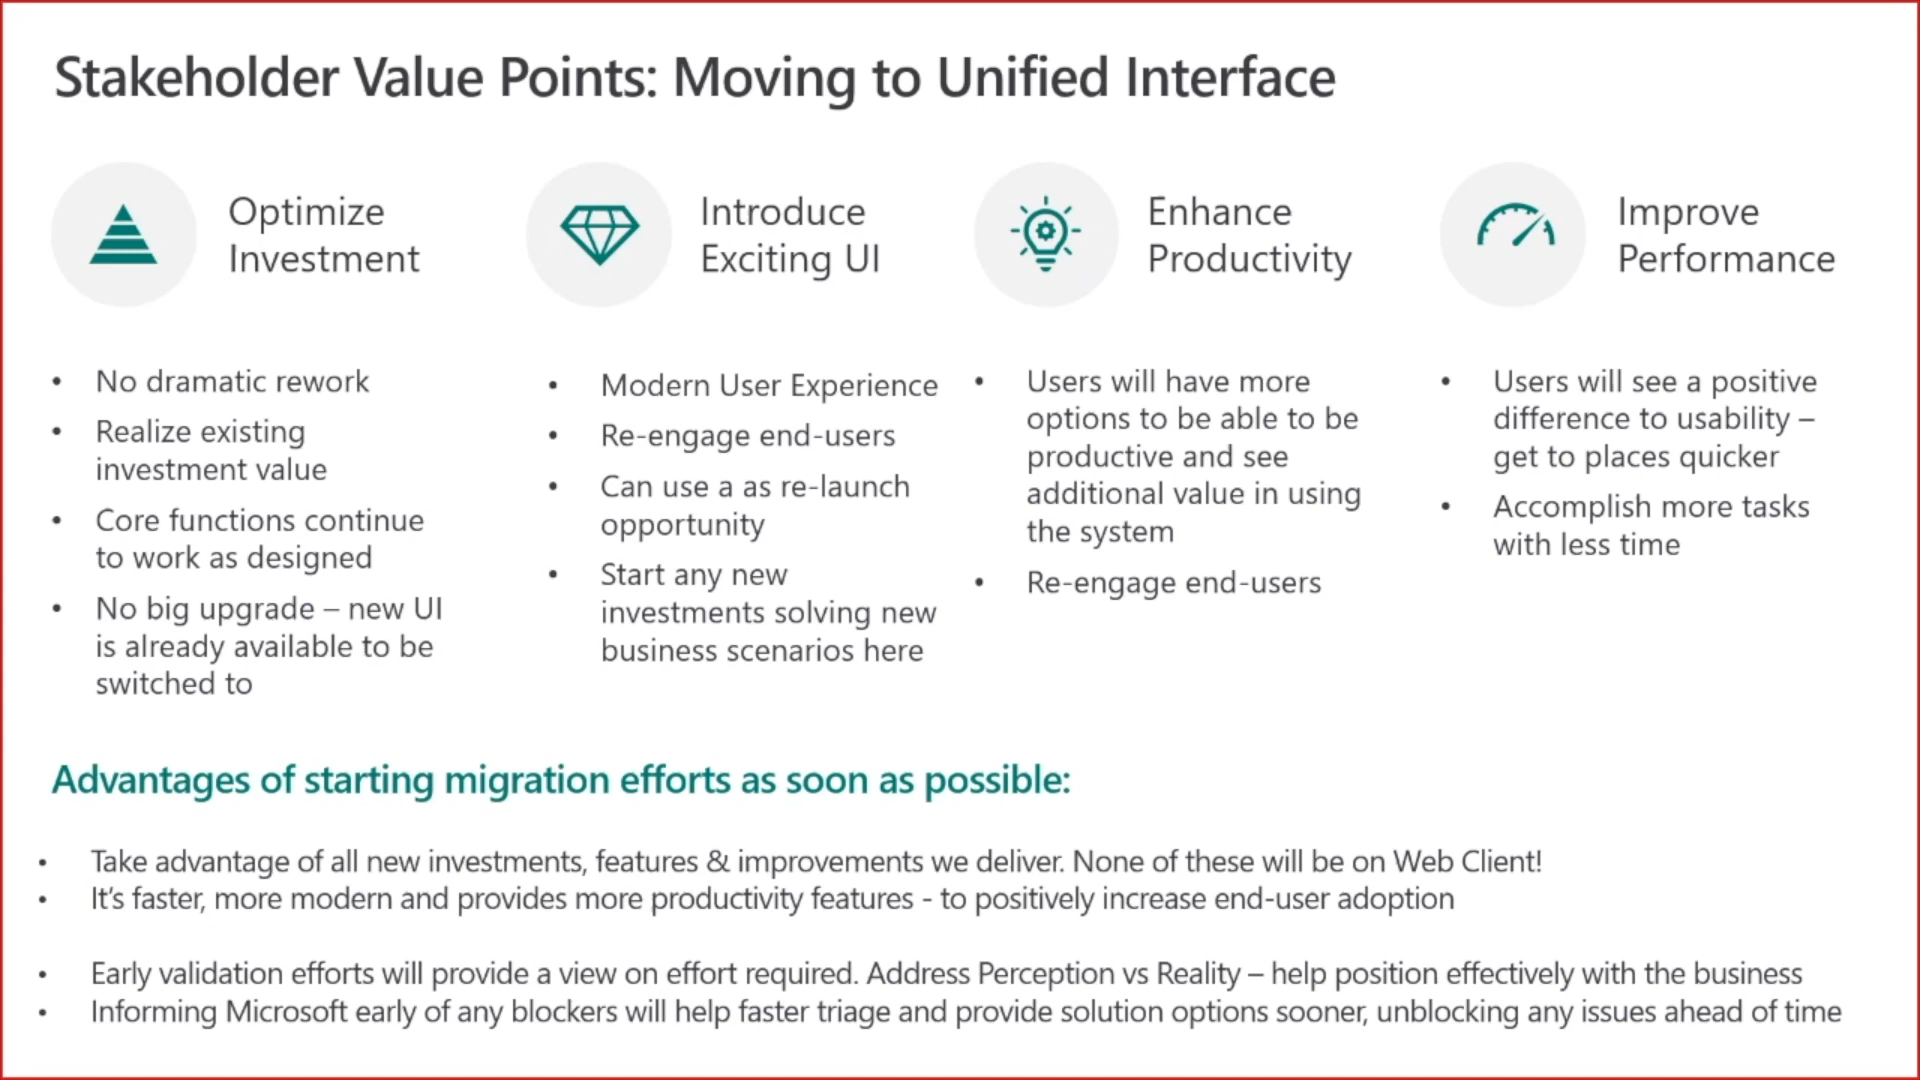 Stakeholder Value Points: Moving to Unified Interface
Optimize
Investment
• No dramatic rework
• Realize existing
investment value
• Core functions continue
to work as designed
• No big upgrade – new UI
is already available to be
switched to
Introduce
Exciting UI
• Modern User Experience
• Re-engage end-users
• Can use a as re-launch
opportunity
• Start any new
investments solving new
business scenarios here
Enhance
Productivity
• Users will have more
options to be able to be
productive and see
additional value in using
the system
• Re-engage end-users
Improve
Performance
• Users will see a positive
difference to usability –
get to places quicker
• Accomplish more tasks
with less time
Advantages of starting migration efforts as soon as possible:
• Take advantage of all new investments, features & improvements we deliver. None of these will be on Web Client!
• It's faster, more modern and provides more productivity features - to positively increase end-user adoption
• Early validation efforts will provide a view on effort required. Address Perception vs Reality – help position effectively with the business
• Informing Microsoft early of any blockers will help faster triage and provide solution options sooner, unblocking any issues ahead of time